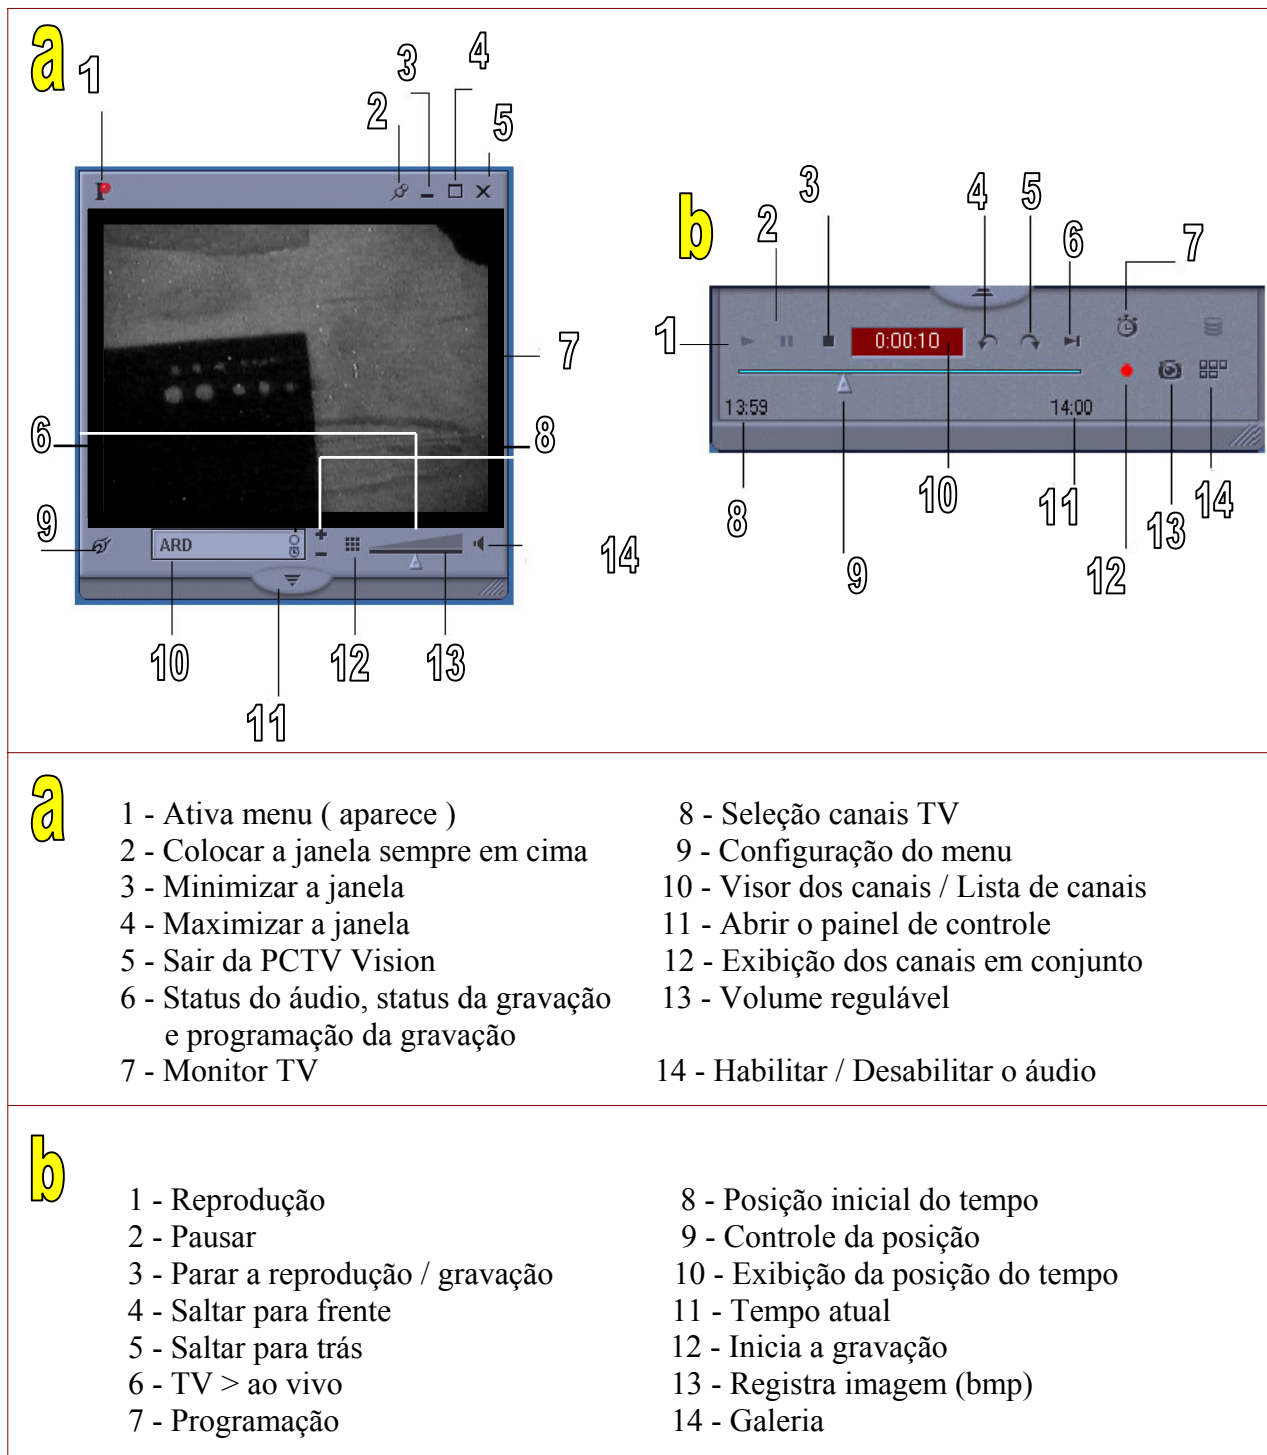 a
1
2
3
4
5
6
7
8
9
ARD
10
11
12
13
14
b
1
2
3
4
5
6
7
0:00:10
13:59
14:00
8
9
10
11
12
13
14
a
1 - Ativa menu ( aparece )
2 - Colocar a janela sempre em cima
3 - Minimizar a janela
4 - Maximizar a janela
5 - Sair da PCTV Vision
6 - Status do áudio, status da gravação
e programação da gravação
7 - Monitor TV
8 - Seleção canais TV
9 - Configuração do menu
10 - Visor dos canais / Lista de canais
11 - Abrir o painel de controle
12 - Exibição dos canais em conjunto
13 - Volume regulável
14 - Habilitar / Desabilitar o áudio
b
1 - Reprodução
2 - Pausar
3 - Parar a reprodução / gravação
4 - Saltar para frente
5 - Saltar para trás
6 - TV > ao vivo
7 - Programação
8 - Posição inicial do tempo
9 - Controle da posição
10 - Exibição da posição do tempo
11 - Tempo atual
12 - Inicia a gravação
13 - Registra imagem (bmp)
14 - Galeria